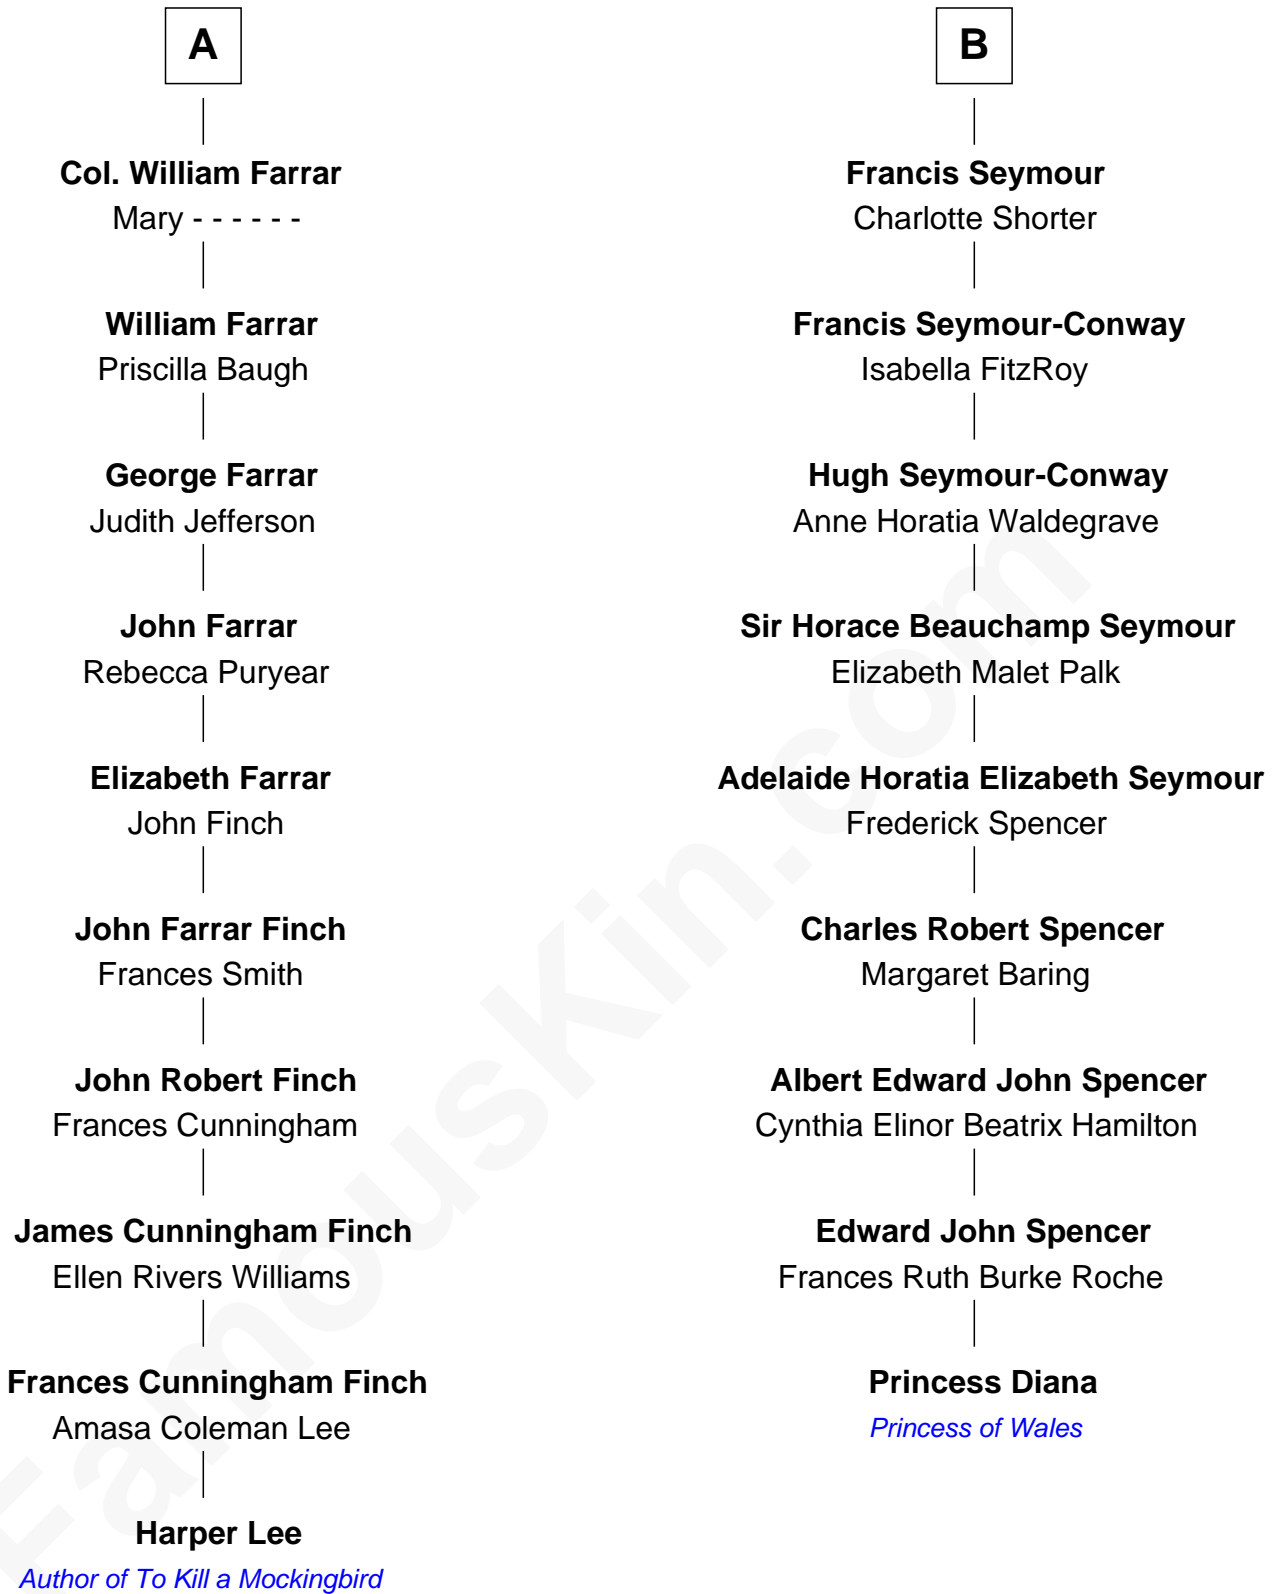 A
Col. William Farrar
Mary - - - - - -
William Farrar
Priscilla Baugh
George Farrar
Judith Jefferson
John Farrar
Rebecca Puryear
Elizabeth Farrar
John Finch
John Farrar Finch
Frances Smith
John Robert Finch
Frances Cunningham
James Cunningham Finch
Ellen Rivers Williams
Frances Cunningham Finch
Amasa Coleman Lee
Harper Lee
Author of To Kill a Mockingbird
B
Francis Seymour
Charlotte Shorter
Francis Seymour-Conway
Isabella FitzRoy
Hugh Seymour-Conway
Anne Horatia Waldegrave
Sir Horace Beauchamp Seymour
Elizabeth Malet Palk
Adelaide Horatia Elizabeth Seymour
Frederick Spencer
Charles Robert Spencer
Margaret Baring
Albert Edward John Spencer
Cynthia Elinor Beatrix Hamilton
Edward John Spencer
Frances Ruth Burke Roche
Princess Diana
Princess of Wales
FamousKin.com